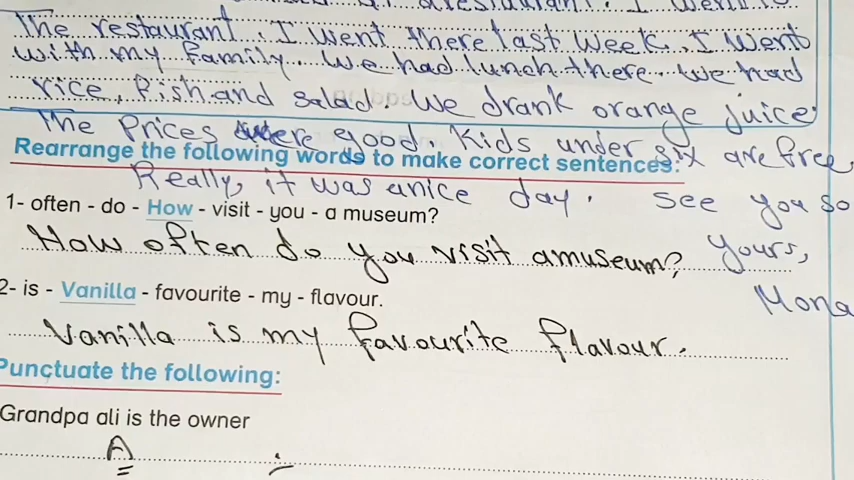 a restaurant. I went to
The restaurant. I went there last week. I went
with my family. We had lunch there. We had
rice, fish and salad. We drank orange juice.
The prices were good. Kids under six are free.
Rearrange the following words to make correct sentences:
Really, it was a nice day. See you so
1- often - do - How - visit - you - a museum?
How often do you visit a museum?
Yours,
2- is - Vanilla - favourite - my - flavour.
Mona
Vanilla is my favourite flavour.
Punctuate the following:
Grandpa ali is the owner
A .